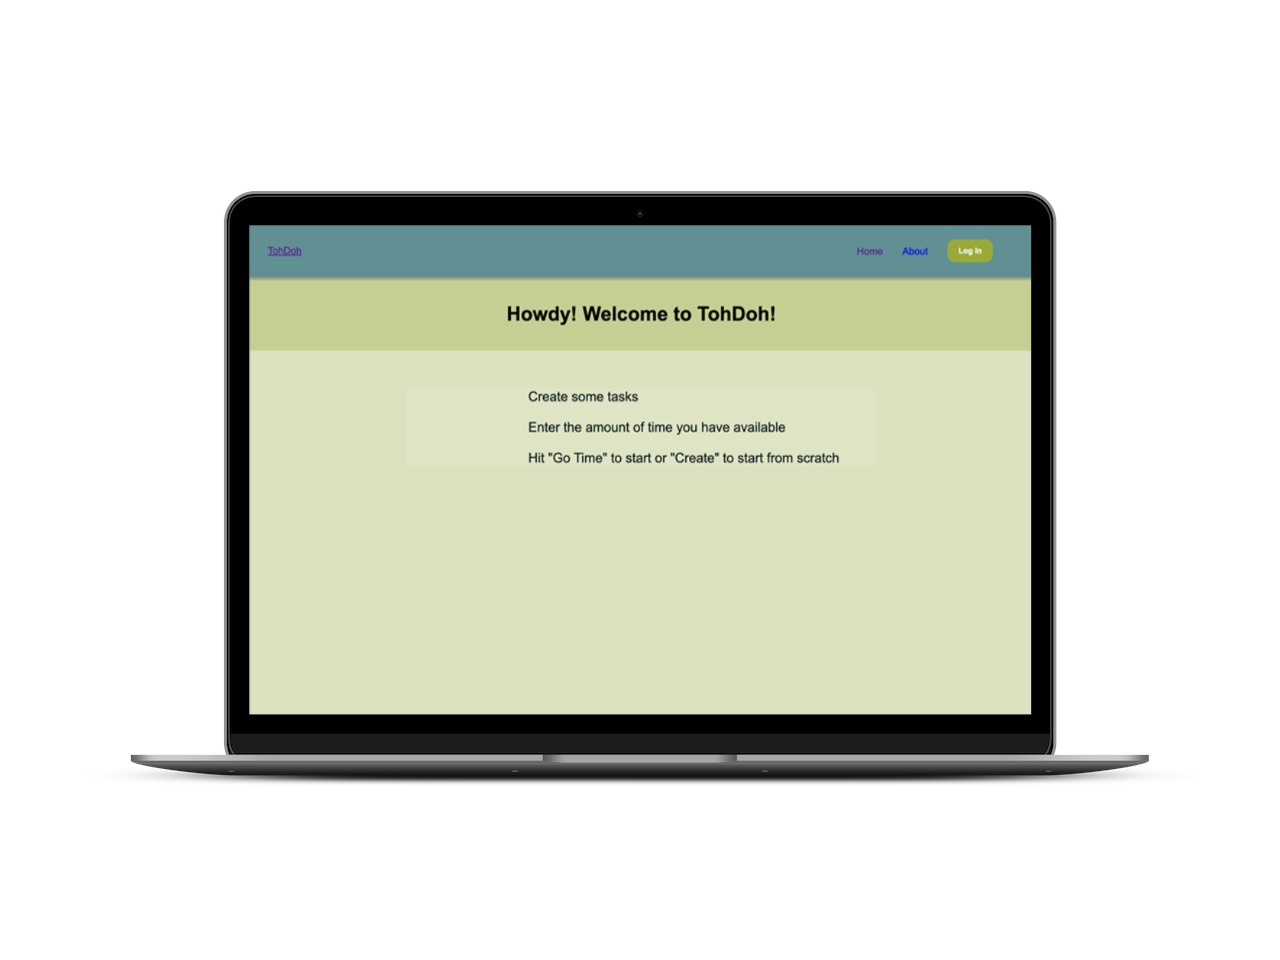 TohDoh
Home
About
Log In
Howdy! Welcome to TohDoh!
Create some tasks
Enter the amount of time you have available
Hit "Go Time" to start or "Create" to start from scratch